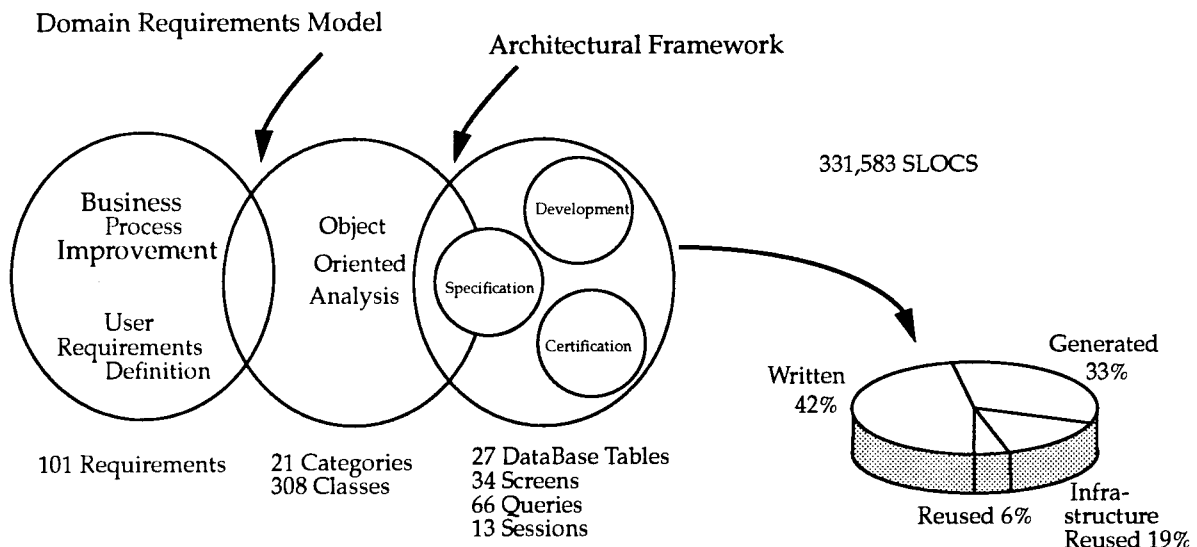 Domain Requirements Model
Architectural Framework
331,583 SLOCS
Business
Process
Improvement
User
Requirements
Definition
Object
Oriented
Analysis
Development
Specification
Certification
101 Requirements
21 Categories
308 Classes
27 DataBase Tables
34 Screens
66 Queries
13 Sessions
Written
42%
Generated
33%
Reused 6%
Infra-
structure
Reused 19%